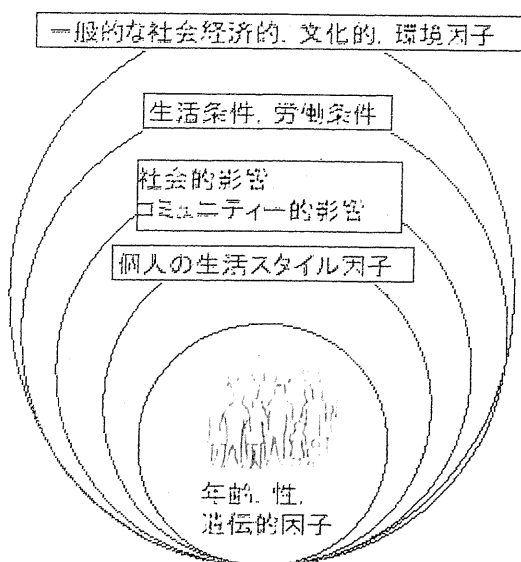 一般的な社会経済的, 文化的, 環境因子
生活条件, 労働条件
社会的影響
コミュニティー的影響
個人の生活スタイル因子
年齢, 性,
遺伝的因子